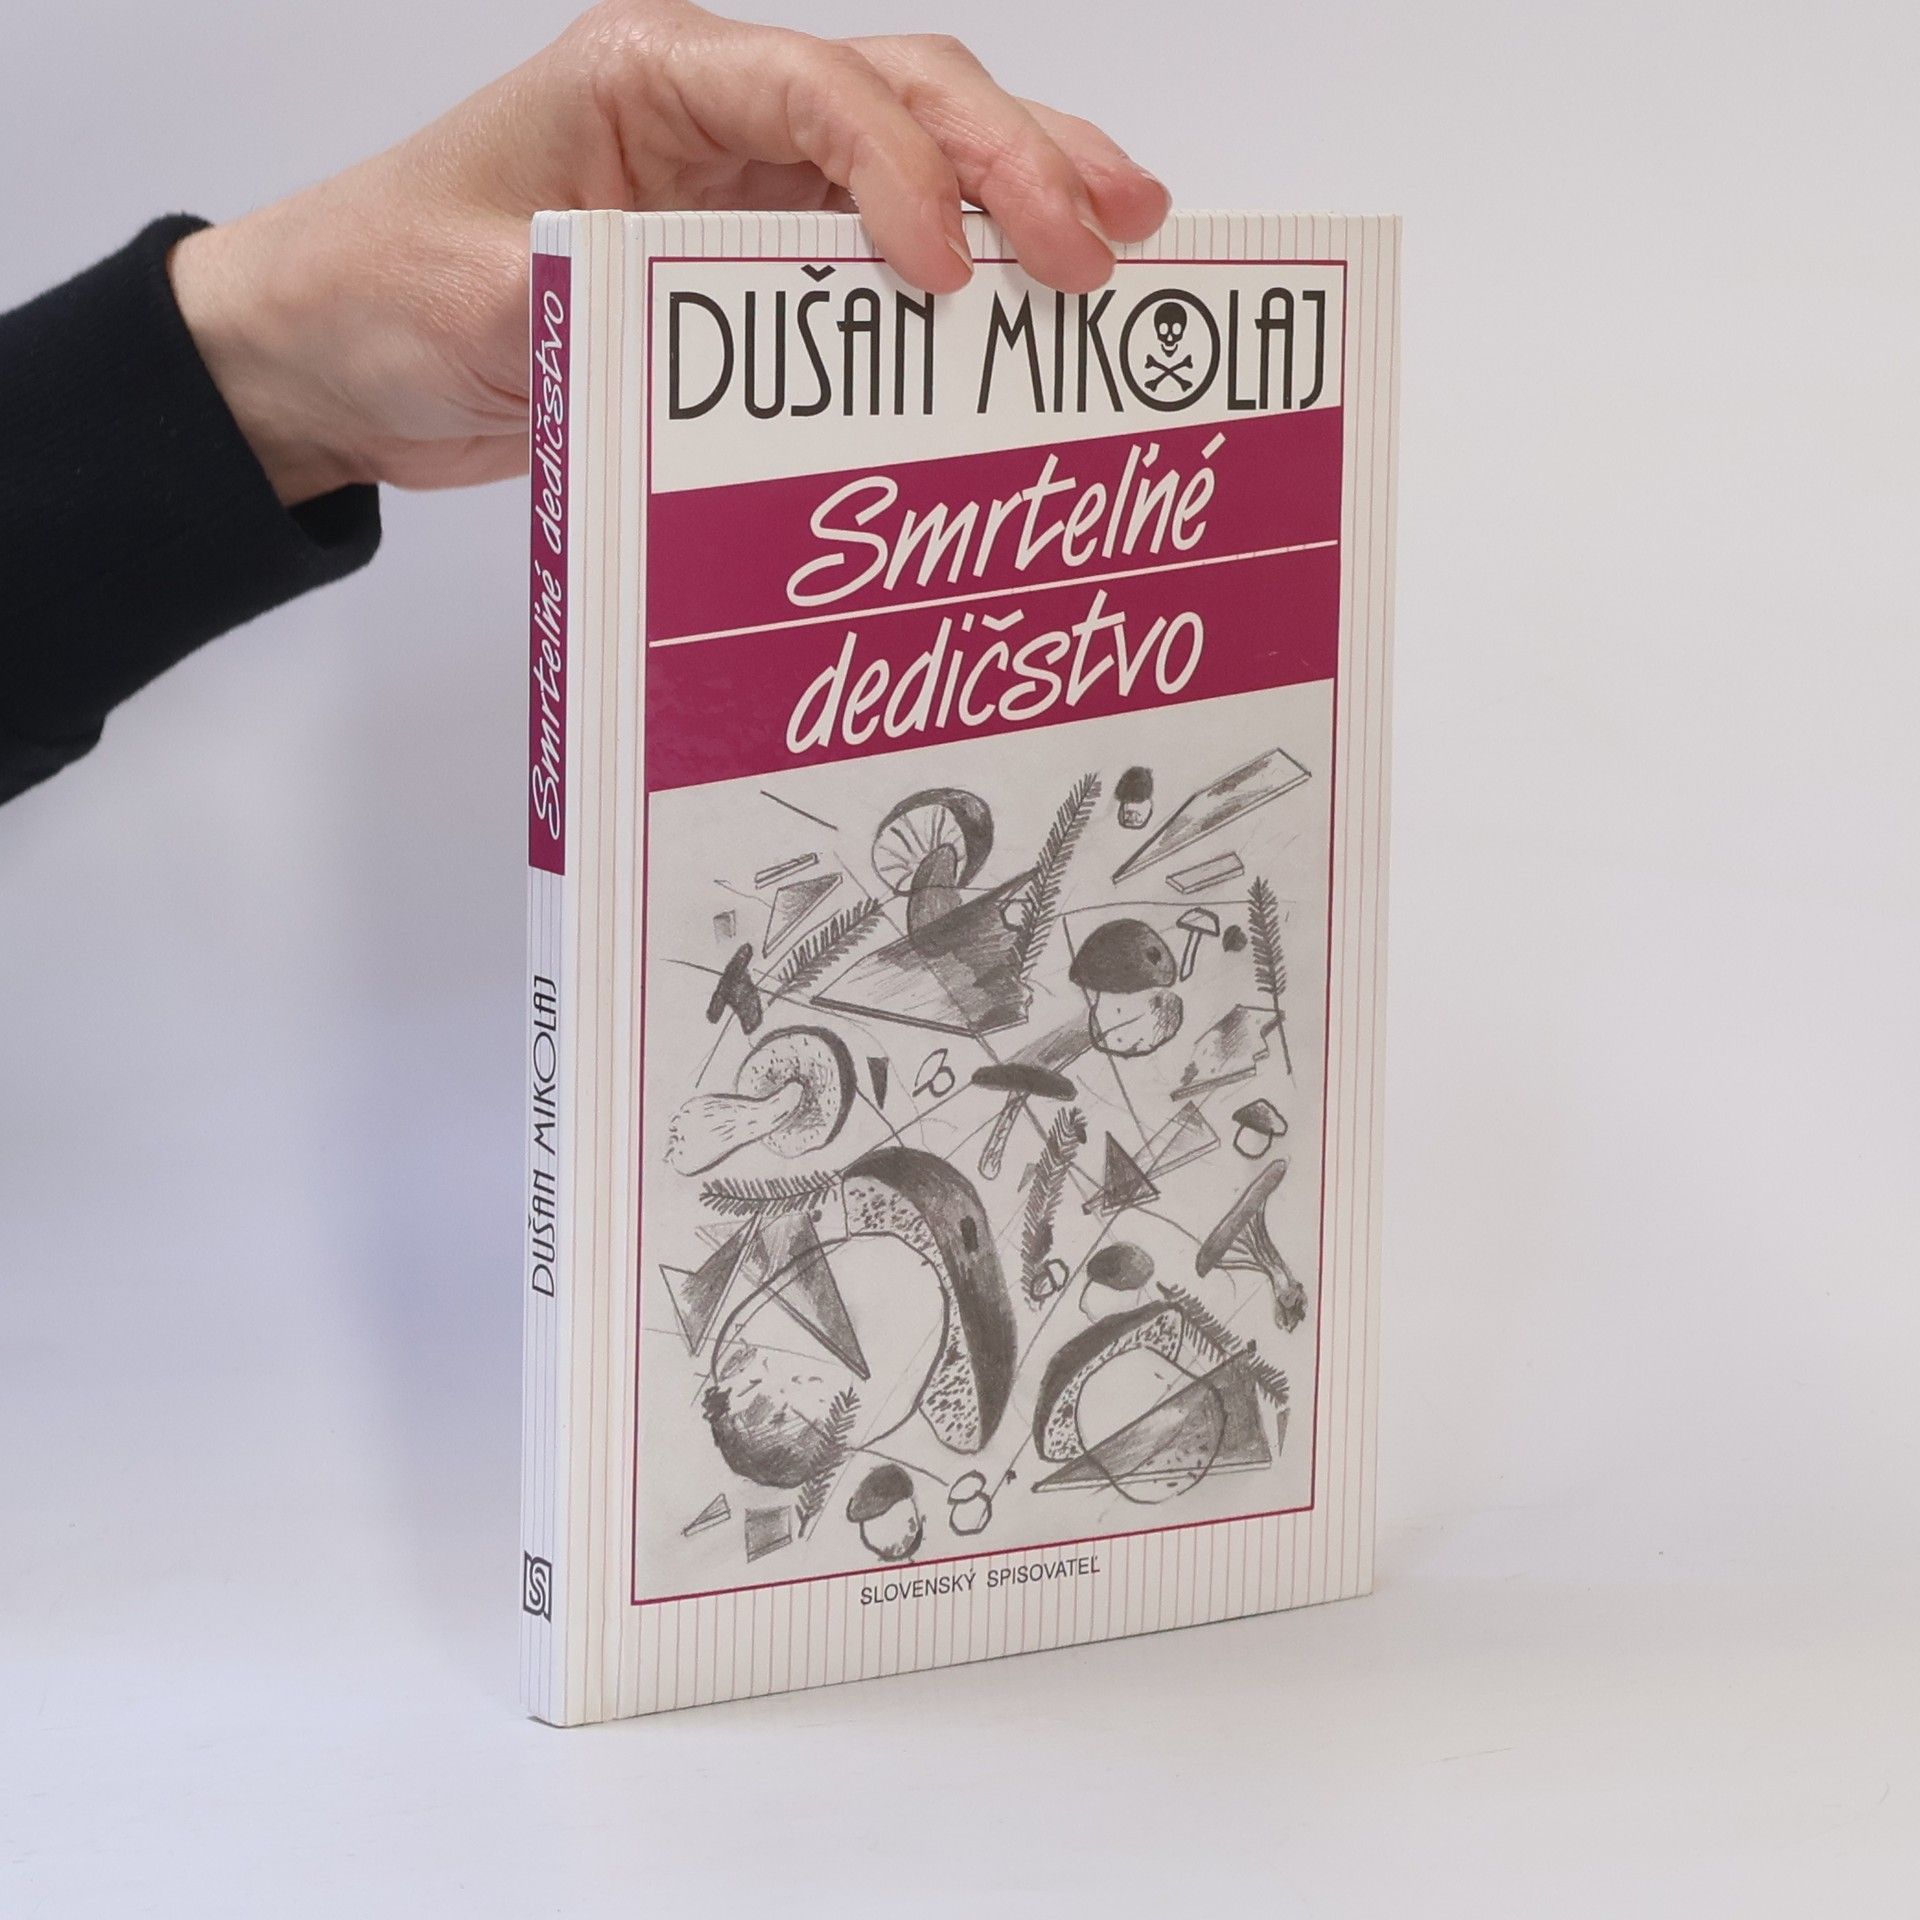 DUŠAN MIKOLAJ
Smrteľné
dedičstvo
SLOVENSKÝ SPISOVATEĽ
Smrteľné dedičstvo
DUŠAN MIKOLAJ